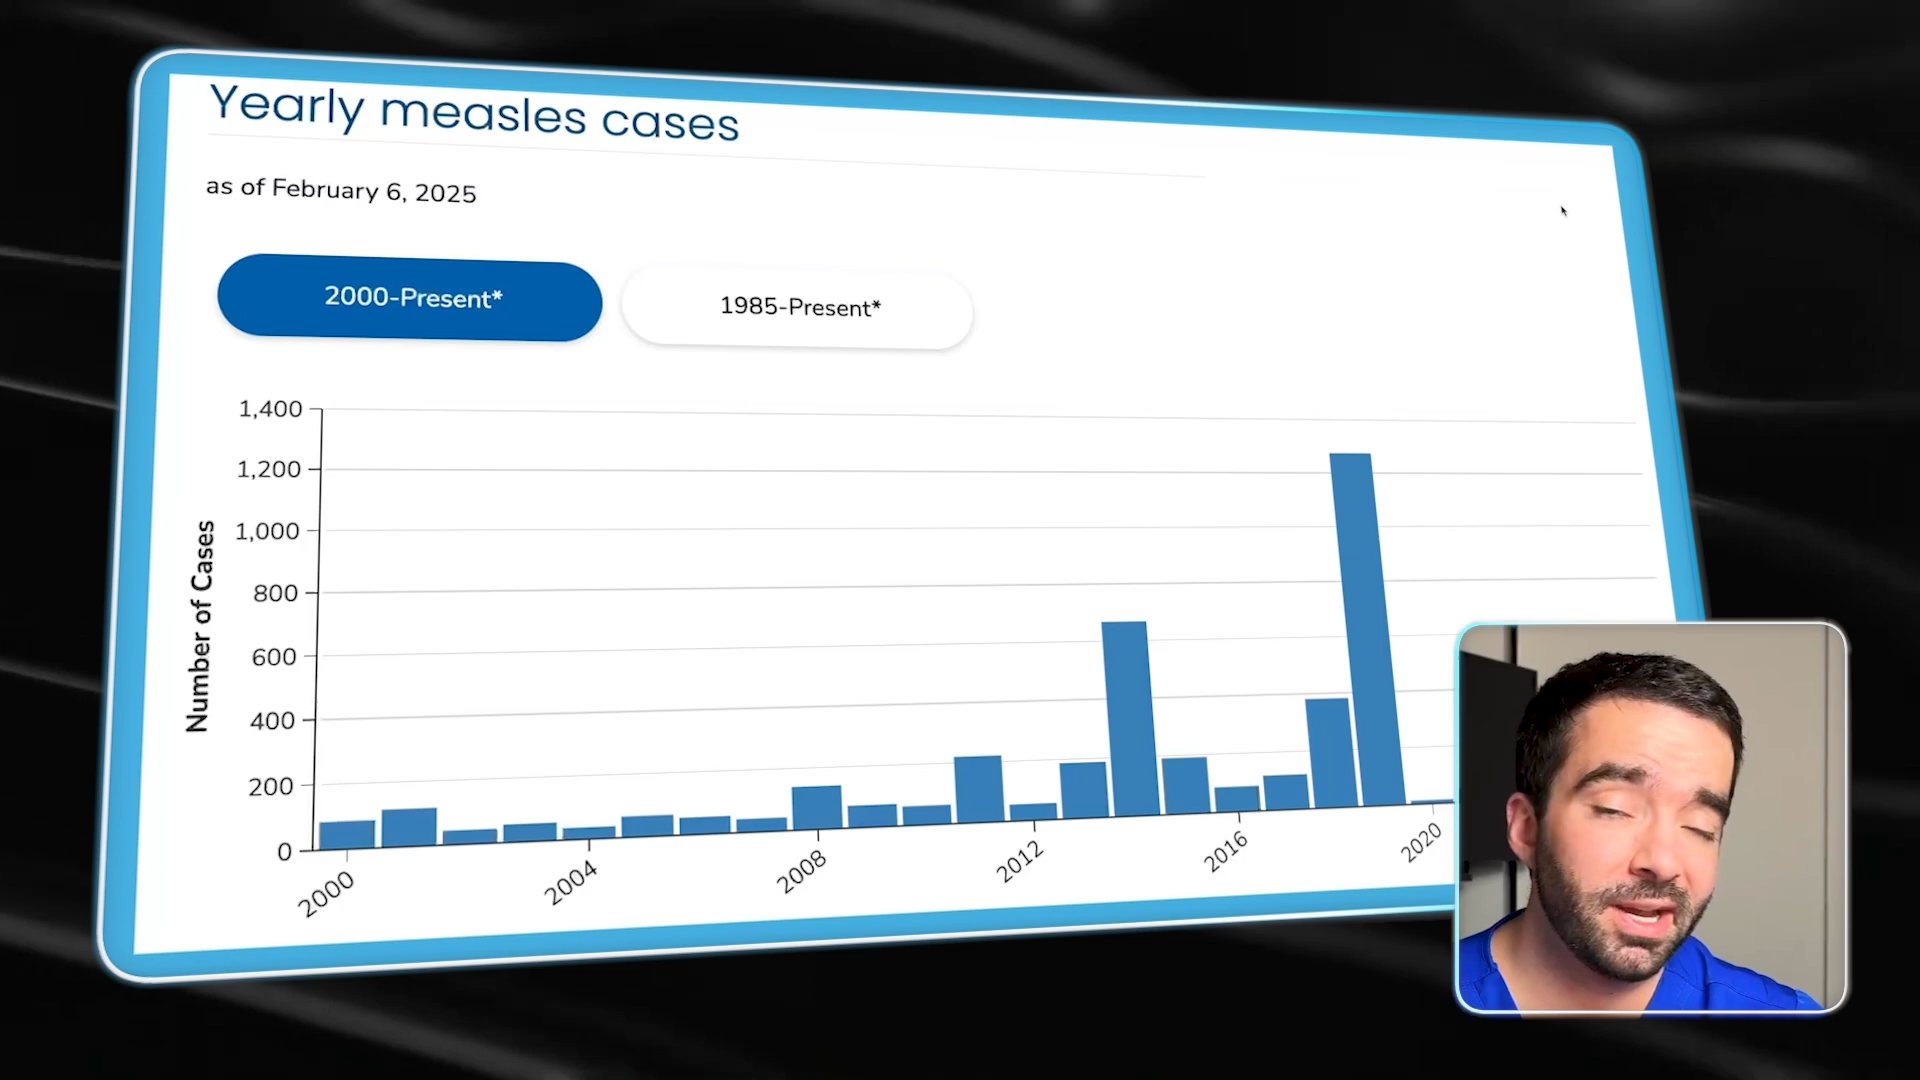 Yearly measles cases
as of February 6, 2025
2000-Present*
1985-Present*
Number of Cases
1,400
1,200
1,000
800
600
400
200
0
2000
2004
2008
2012
2016
2020